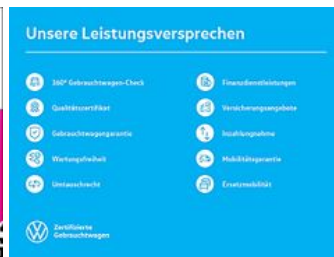 Unsere Leistungsversprechen
360° Gebrauchtwagen-Check
Qualitätszertifikat
Gebrauchtwagengarantie
Wartungsfreiheit
Umtauschrecht
Finanzdienstleistungen
Versicherungsangebote
Inzahlungnahme
Mobilitätsgarantie
Ersatzmobilität
Zertifizierte
Gebrauchtwagen